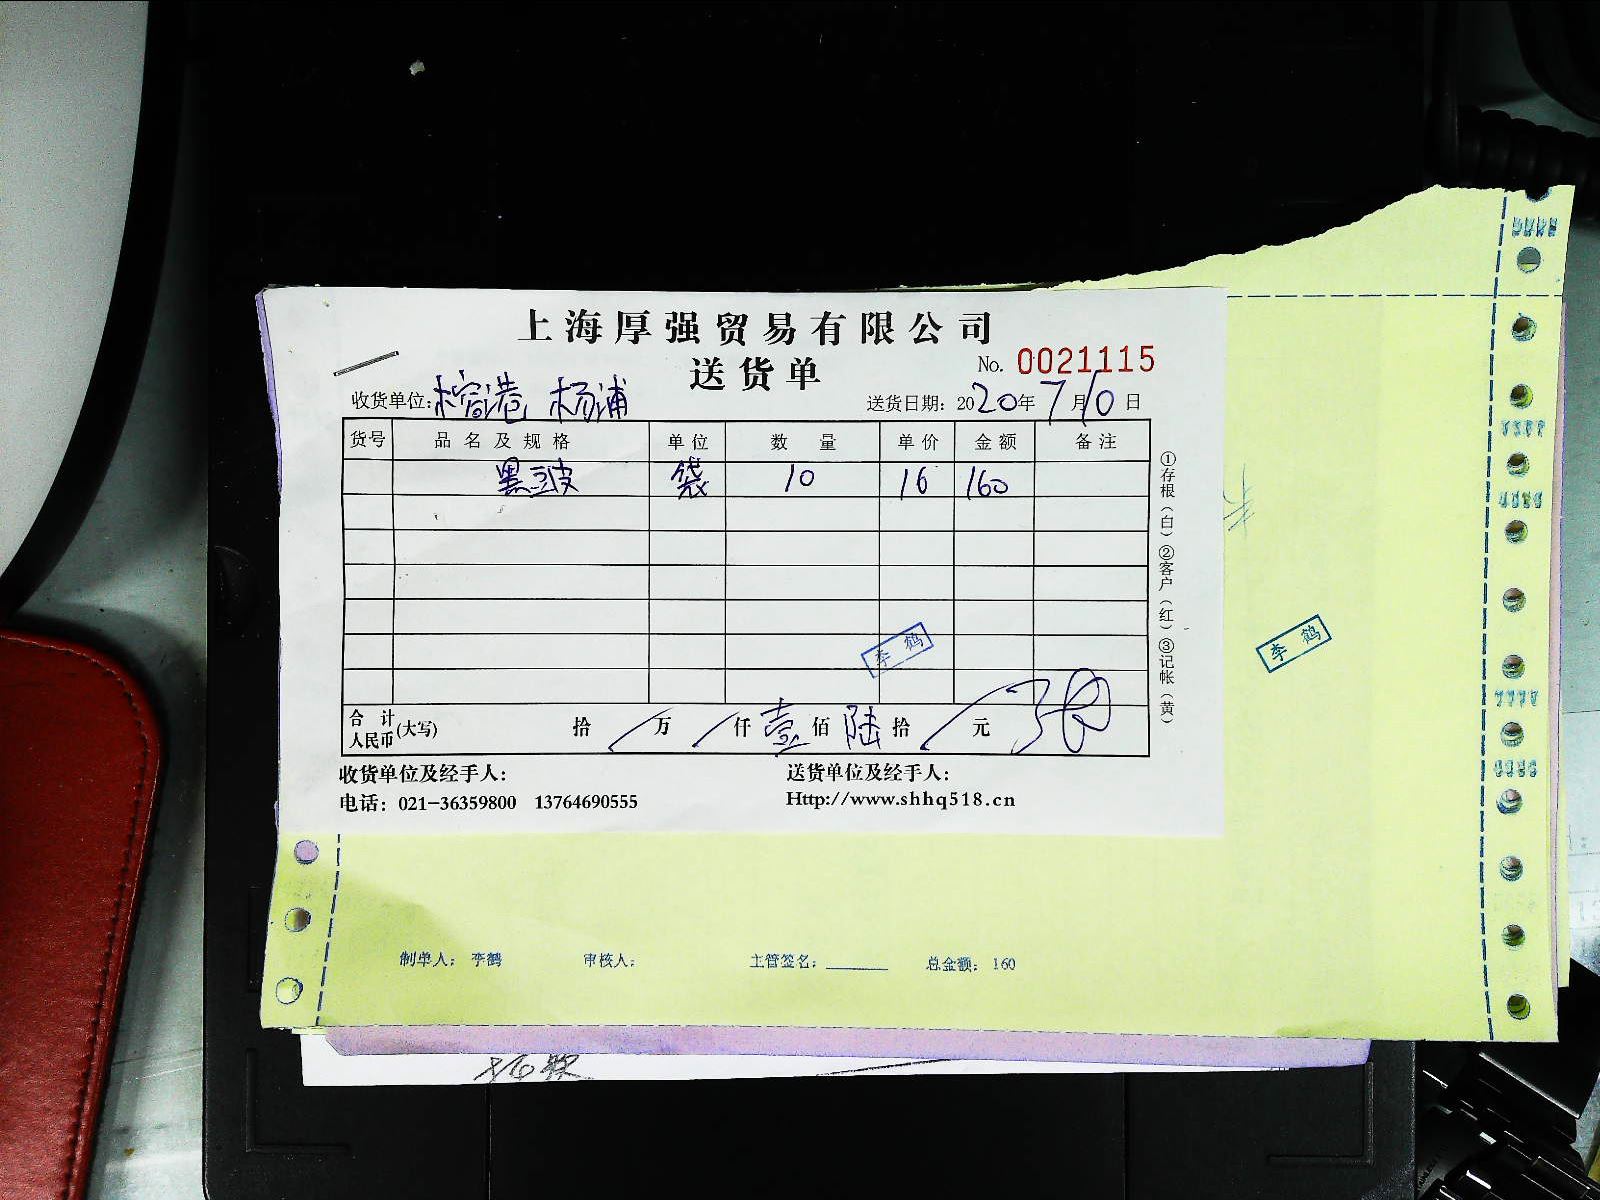 上海厚强贸易有限公司
送货单
No. 0021115
收货单位: 榕港 杨浦
送货日期: 2020年7月10日
货号 品名及规格 单位 数量 单价 金额 备注
黑玻 袋 10 16 160
李鹤
李鹤
合计人民币(大写) 拾 万 仟 壹佰 陆拾 元
收货单位及经手人: 送货单位及经手人:
电话: 021-36359800 13764690555 Http://www.shhq518.cn
①存根(白)②客户(红)③记帐(黄)
制单人: 李鹤 审核人: 主管签名: 总金额: 160